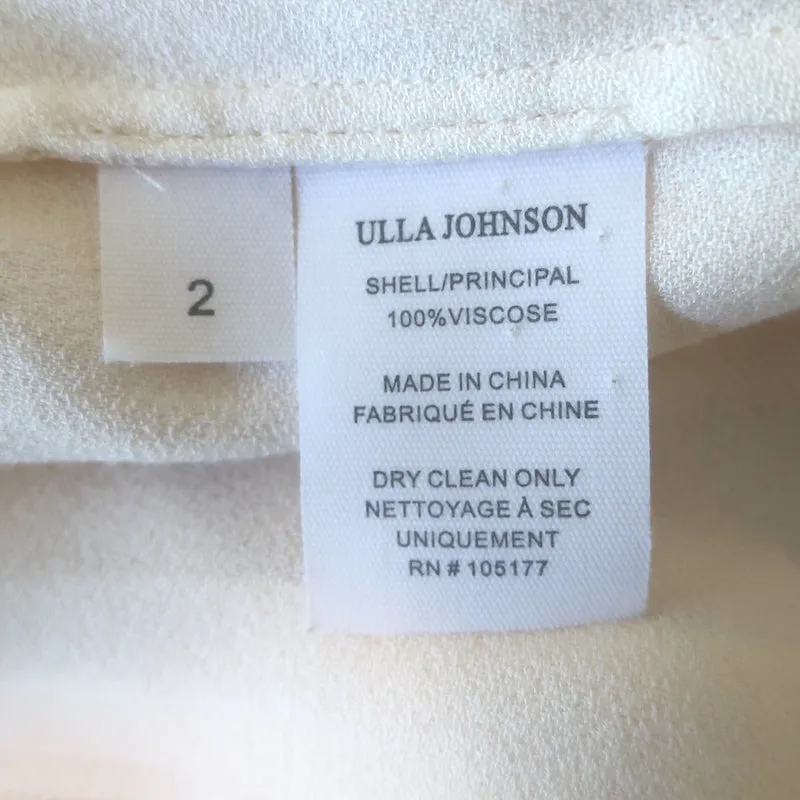 2
ULLA JOHNSON
SHELL/PRINCIPAL
100%VISCOSE
MADE IN CHINA
FABRIQUÉ EN CHINE
DRY CLEAN ONLY
NETTOYAGE À SEC
UNIQUEMENT
RN # 105177